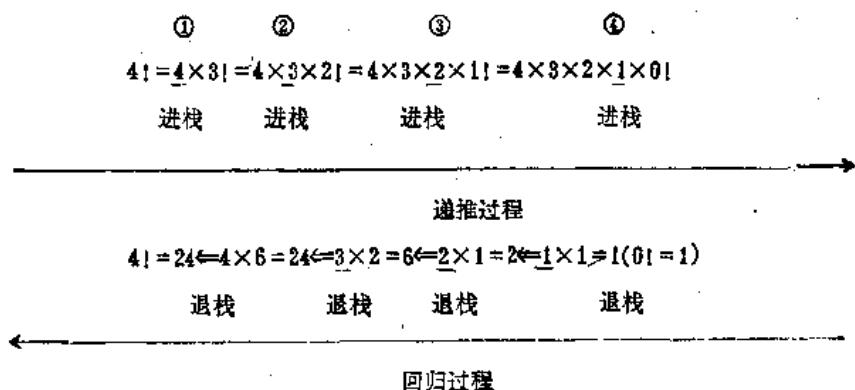 ① ② ③ ④
4!=4×3!=4×3×2!=4×3×2×1!=4×3×2×1×0!
进栈 进栈 进栈 进栈
递推过程
4!=24⇐4×6=24⇐3×2=6⇐2×1=2⇐1×1=1(0!=1)
退栈 退栈 退栈 退栈
回归过程